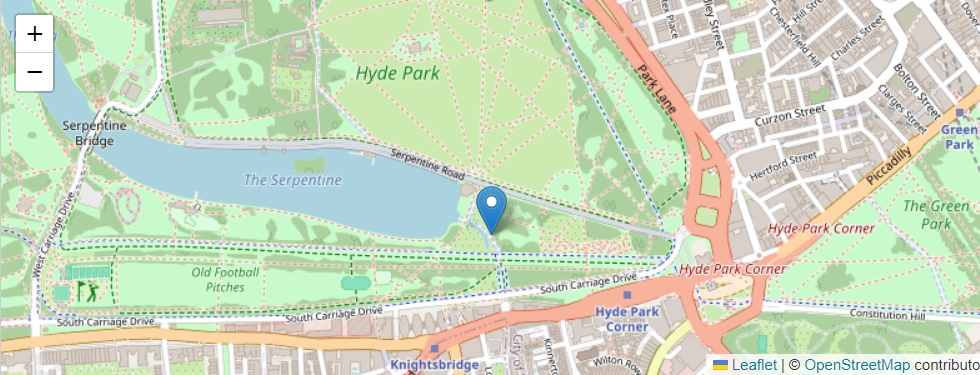 +
−
Hyde Park
Park Lane
Chesterfield Hill
Hill Street
Charles Street
Bolton Street
Clarges Street
Curzon Street
Green
Park
Hertford Street
Piccadilly
Serpentine
Bridge
Serpentine Road
The Serpentine
The Green
Park
West Carriage Drive
Hyde Park Corner
Old Football
Pitches
Hyde Park Corner
South Carriage Drive
South Carriage Drive
South Carriage Drive
Hyde Park
Corner
Constitution Hill
Knightsbridge
City of
Wilton Row
Leaflet | © OpenStreetMap contributo